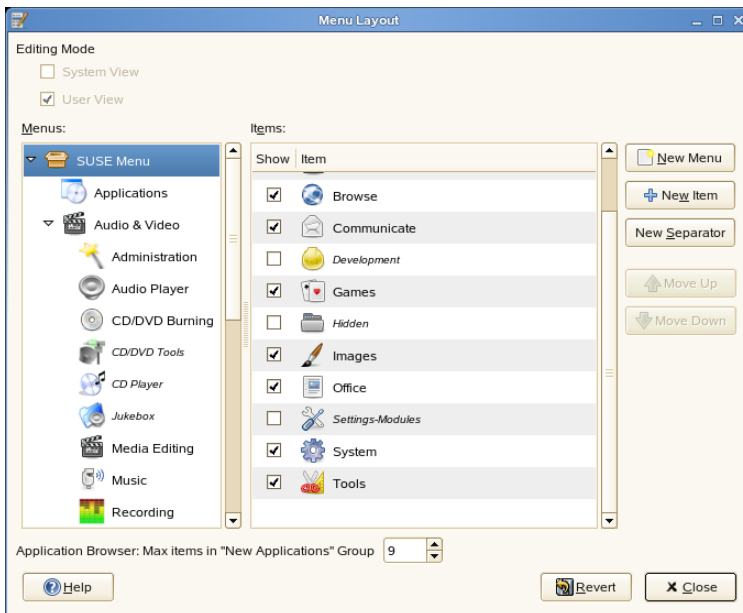 Menu Layout
Editing Mode
System View
User View
Menus:
Items:
SUSE Menu
Applications
Audio & Video
Administration
Audio Player
CD/DVD Burning
CD/DVD Tools
CD Player
Jukebox
Media Editing
Music
Recording
Show Item
Browse
Communicate
Development
Games
Hidden
Images
Office
Settings-Modules
System
Tools
New Menu
New Item
New Separator
Move Up
Move Down
Application Browser: Max items in "New Applications" Group 9
Help
Revert
Close